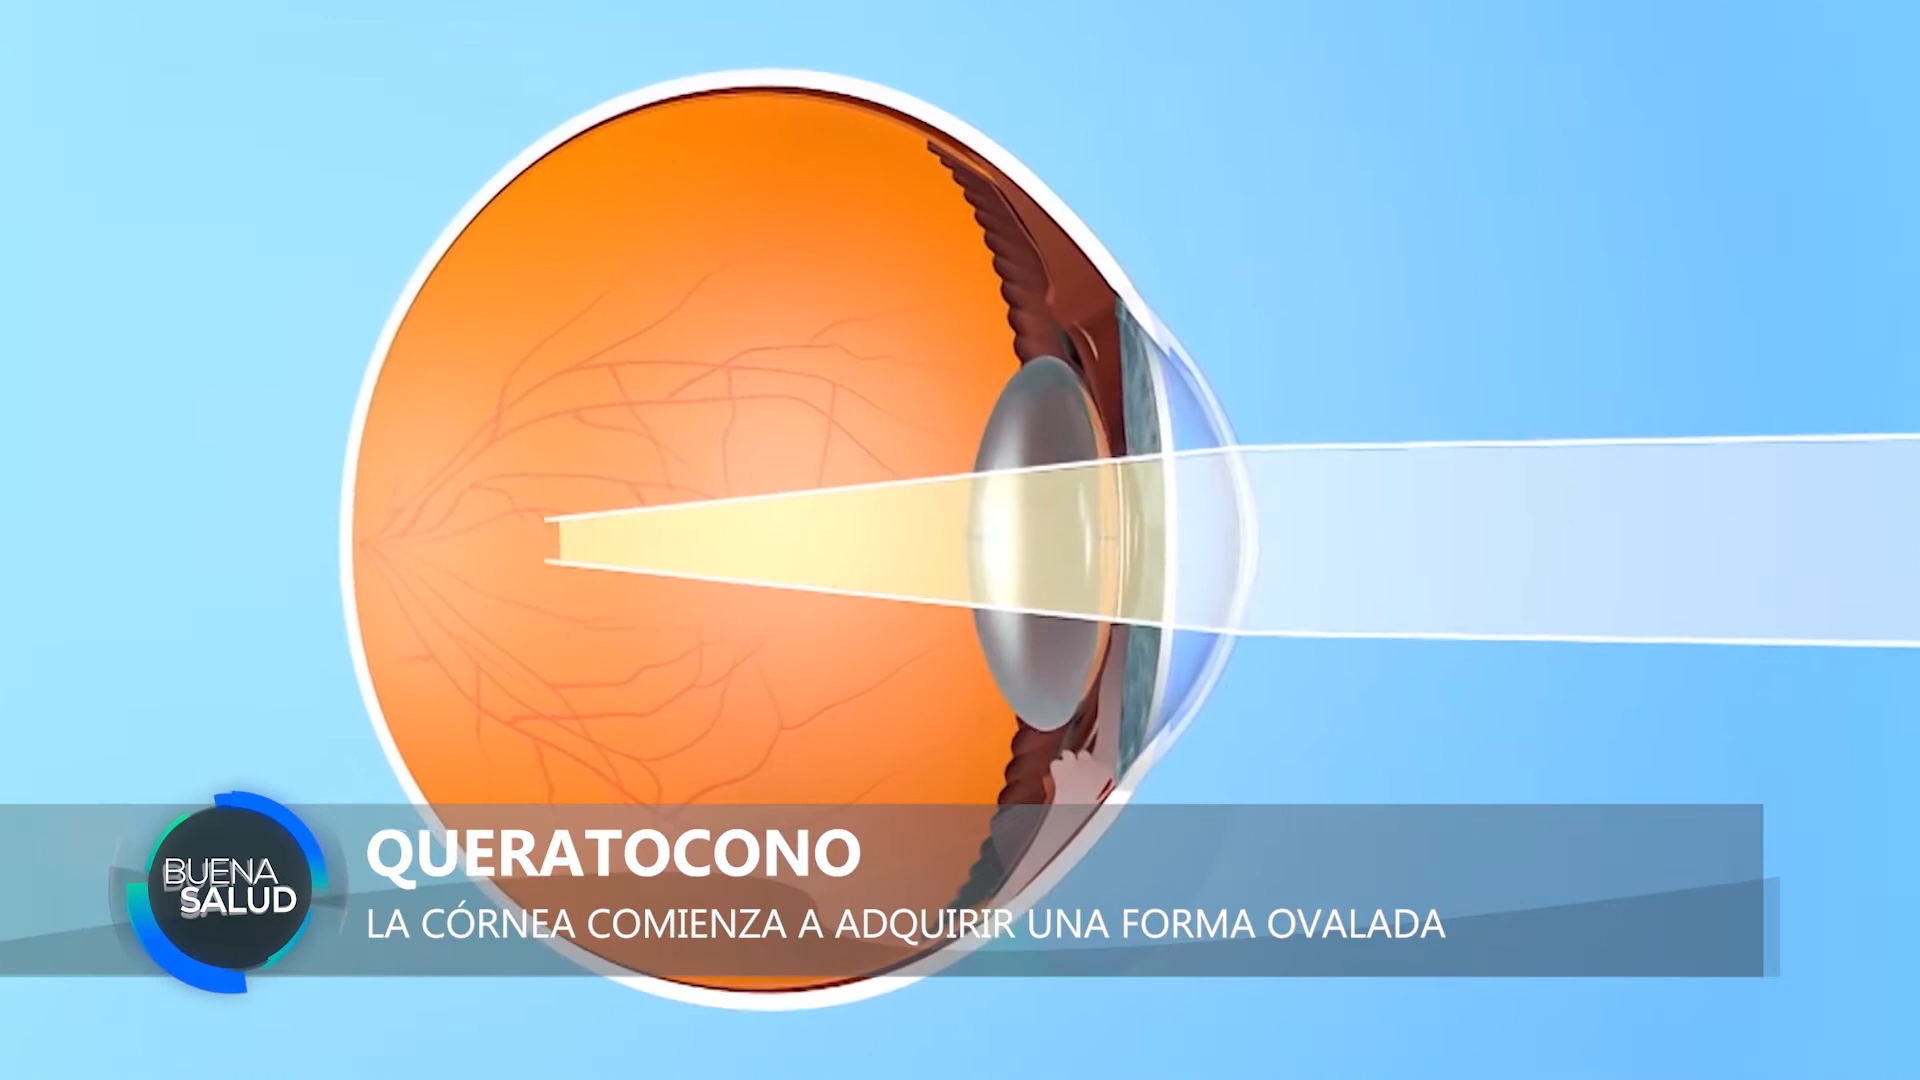 QUERATOCONO
LA CÓRNEA COMIENZA A ADQUIRIR UNA FORMA OVALADA
BUENA
SALUD